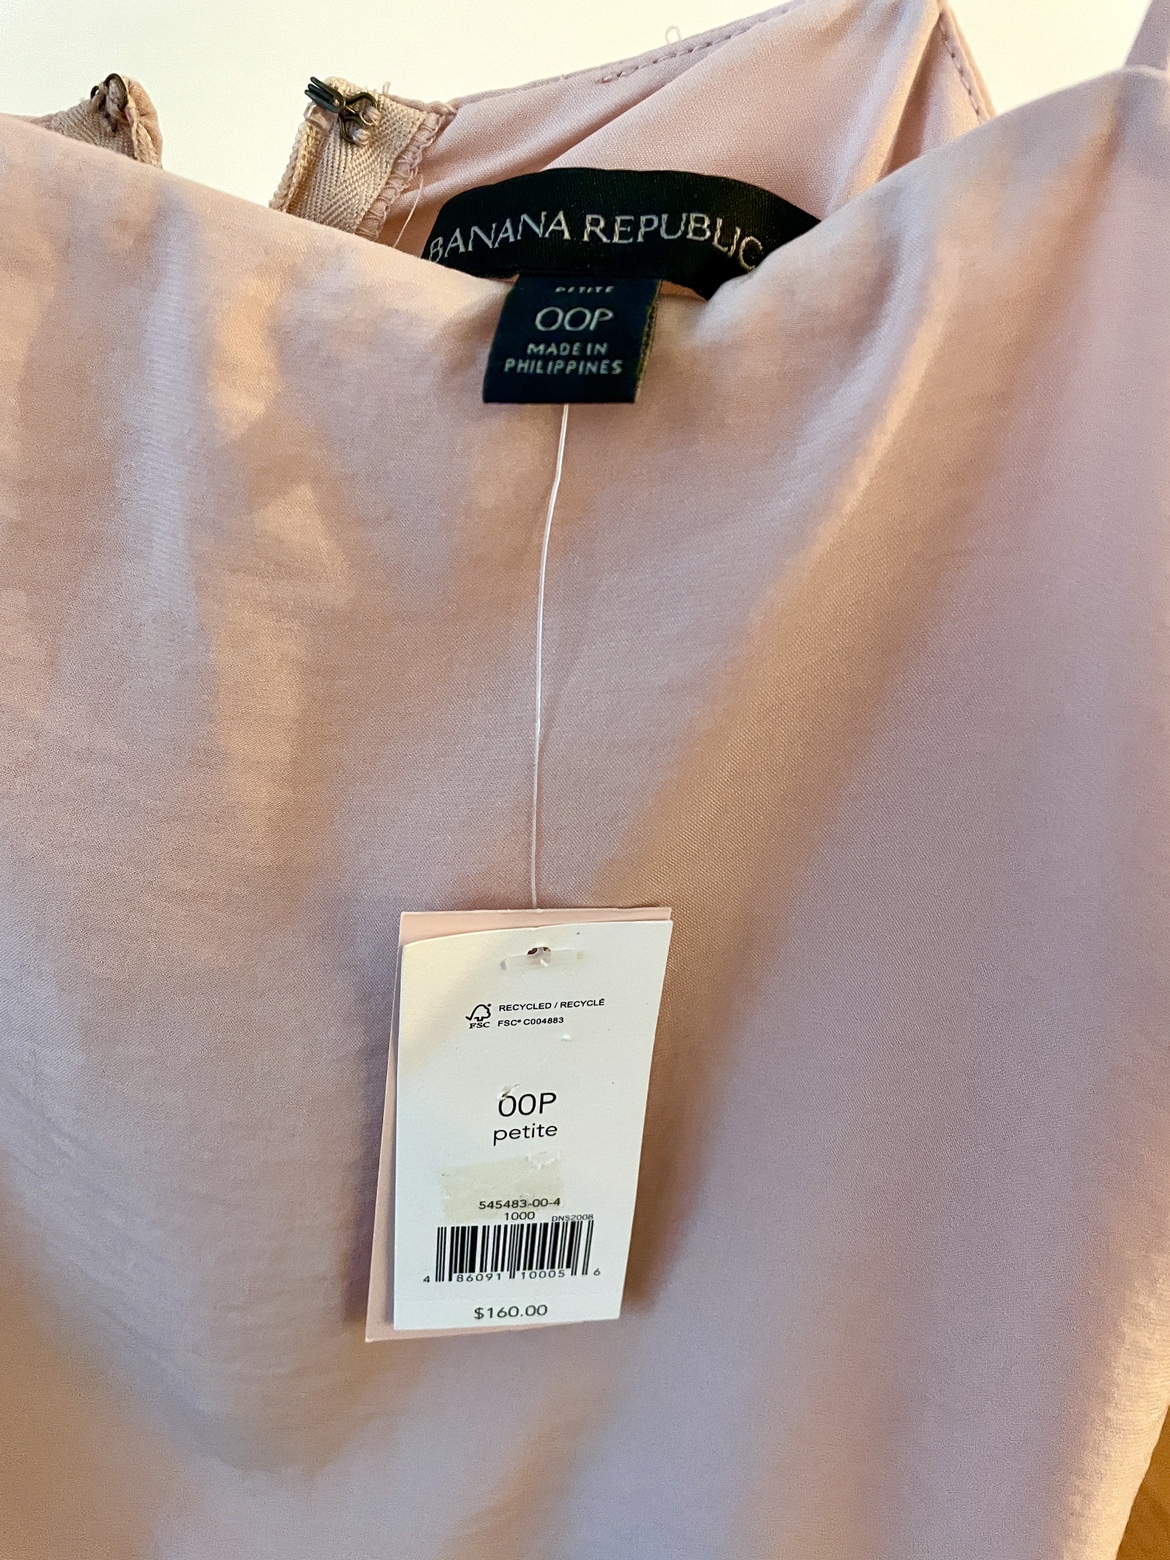 BANANA REPUBLIC
PETITE
00P
MADE IN
PHILIPPINES
RECYCLED / RECYCLÉ
FSC
FSC® C004883
00P
petite
545483-00-4
1000 DNS2008
4 86091 10005 6
$160.00